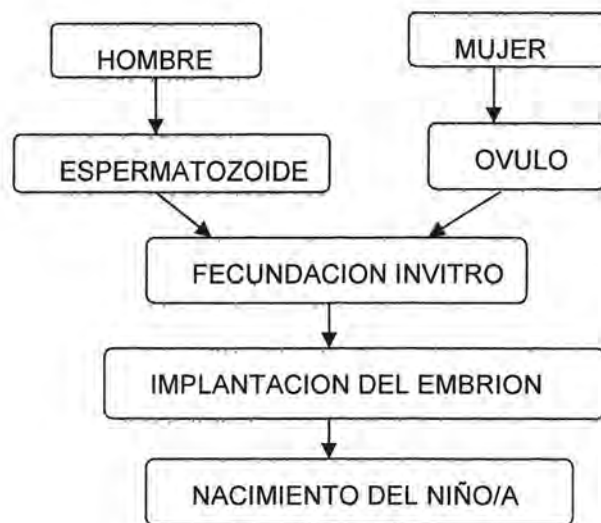 HOMBRE
MUJER
ESPERMATOZOIDE
OVULO
FECUNDACION INVITRO
IMPLANTACION DEL EMBRION
NACIMIENTO DEL NIÑO/A